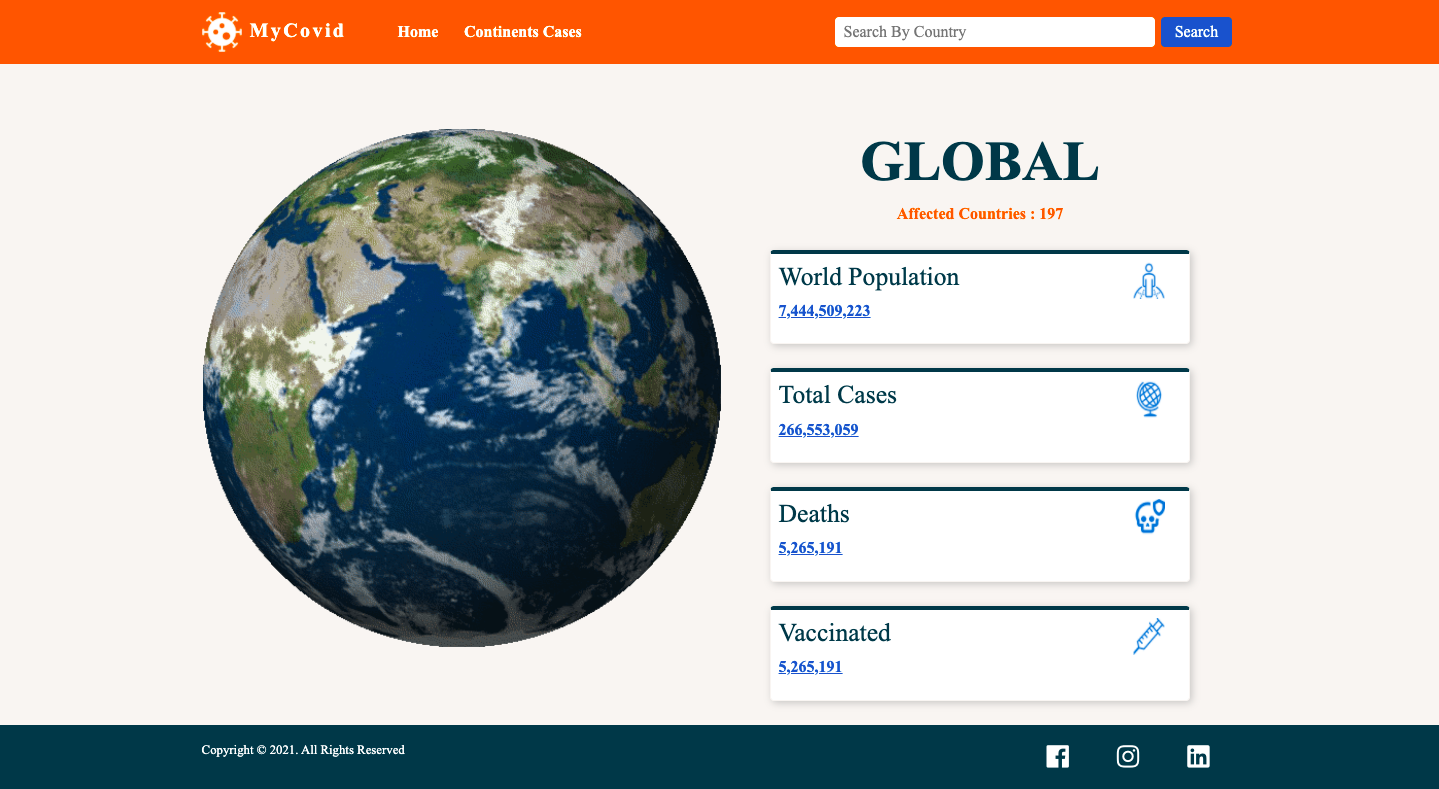 MyCovid
Home
Continents Cases
Search By Country
Search
GLOBAL
Affected Countries : 197
World Population
7,444,509,223
Total Cases
266,553,059
Deaths
5,265,191
Vaccinated
5,265,191
Copyright © 2021. All Rights Reserved